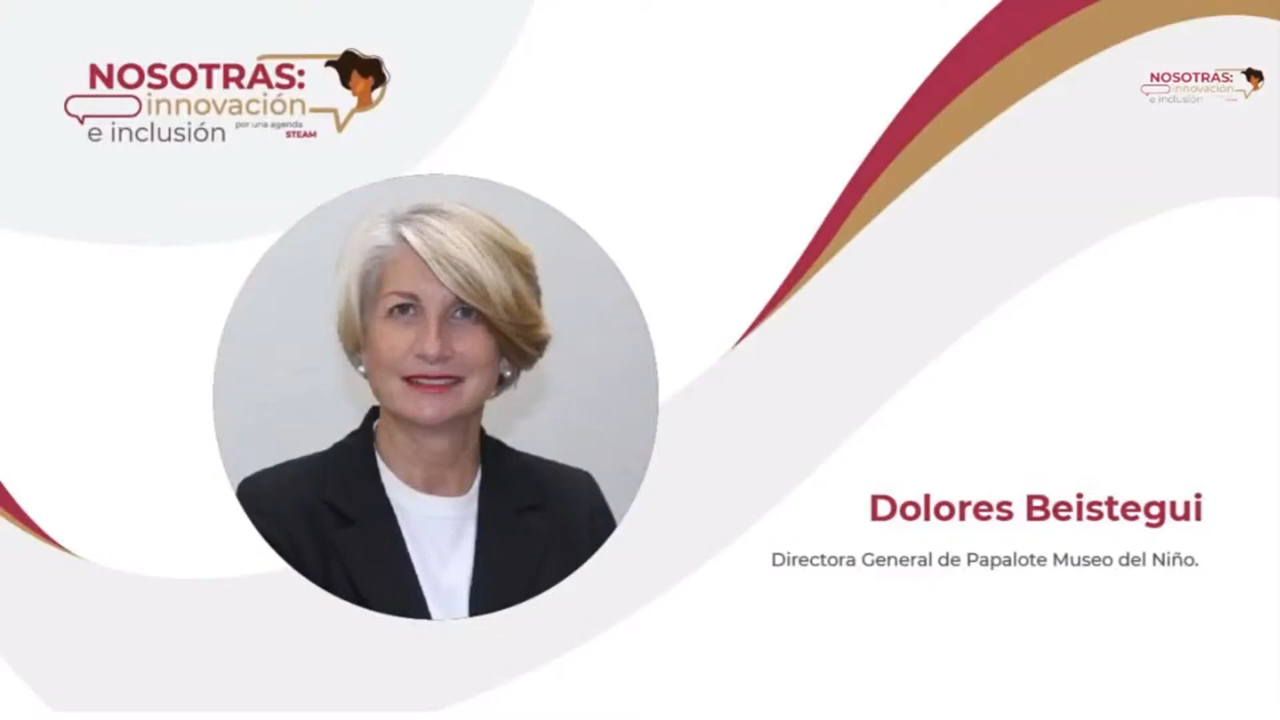 NOSOTRAS:
innovación
e inclusión
por una agenda
STEAM
NOSOTRAS:
innovación
e inclusión
Dolores Beistegui
Directora General de Papalote Museo del Niño.